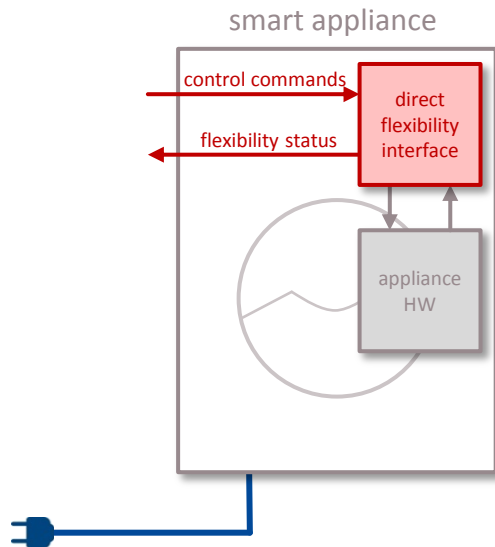 smart appliance
control commands
direct
flexibility
interface
flexibility status
appliance
HW